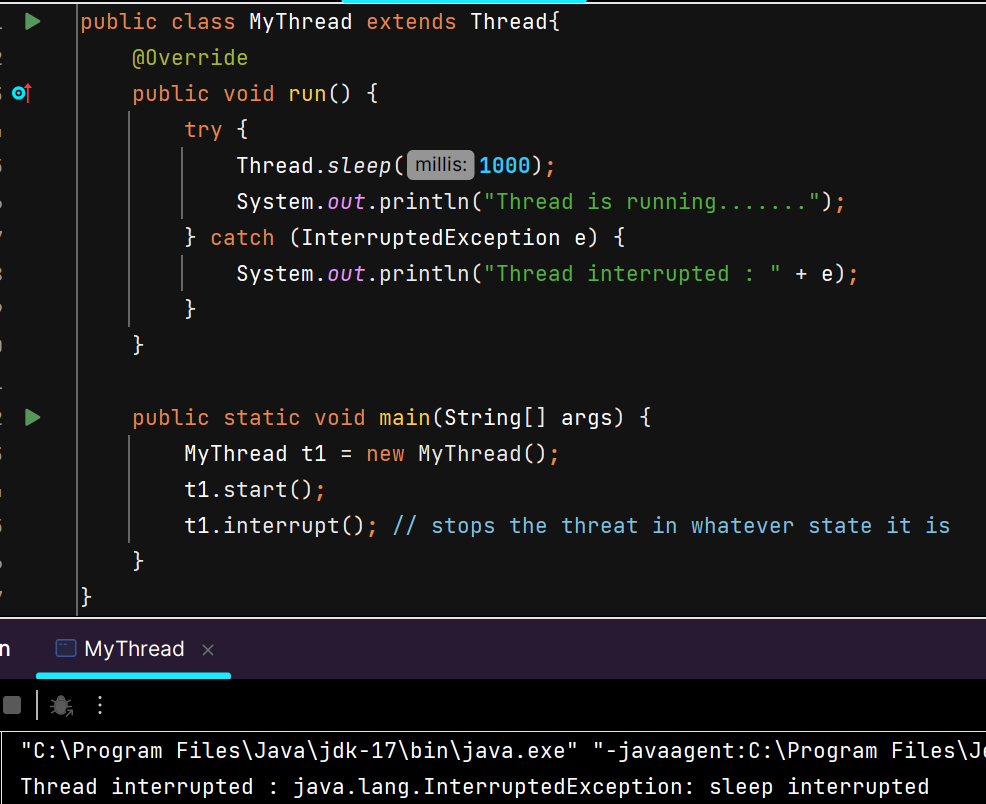 public class MyThread extends Thread{
@Override
public void run() {
try {
Thread.sleep( millis: 1000);
System.out.println("Thread is running.......");
} catch (InterruptedException e) {
System.out.println("Thread interrupted : " + e);
}
}
public static void main(String[] args) {
MyThread t1 = new MyThread();
t1.start();
t1.interrupt(); // stops the threat in whatever state it is
}
}
n MyThread ×
"C:\Program Files\Java\jdk-17\bin\java.exe" "-javaagent:C:\Program Files\Je
Thread interrupted : java.lang.InterruptedException: sleep interrupted